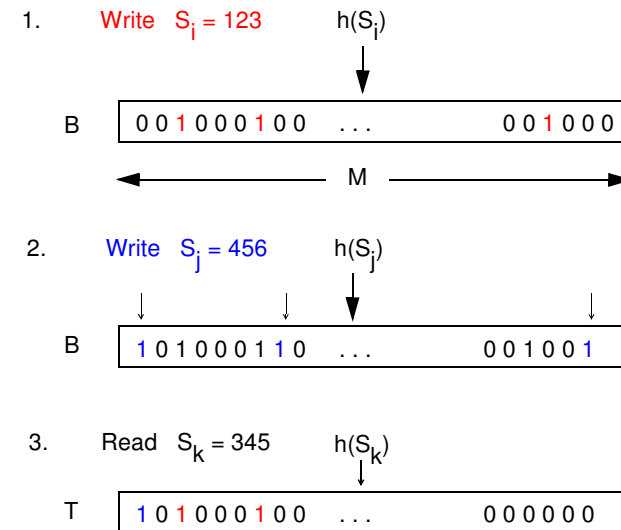 1. Write S_i = 123 h(S_i)
B 0 0 1 0 0 0 1 0 0 . . . 0 0 1 0 0 0
M
2. Write S_j = 456 h(S_j)
B 1 0 1 0 0 0 1 1 0 . . . 0 0 1 0 0 1
3. Read S_k = 345 h(S_k)
T 1 0 1 0 0 0 1 0 0 . . . 0 0 0 0 0 0